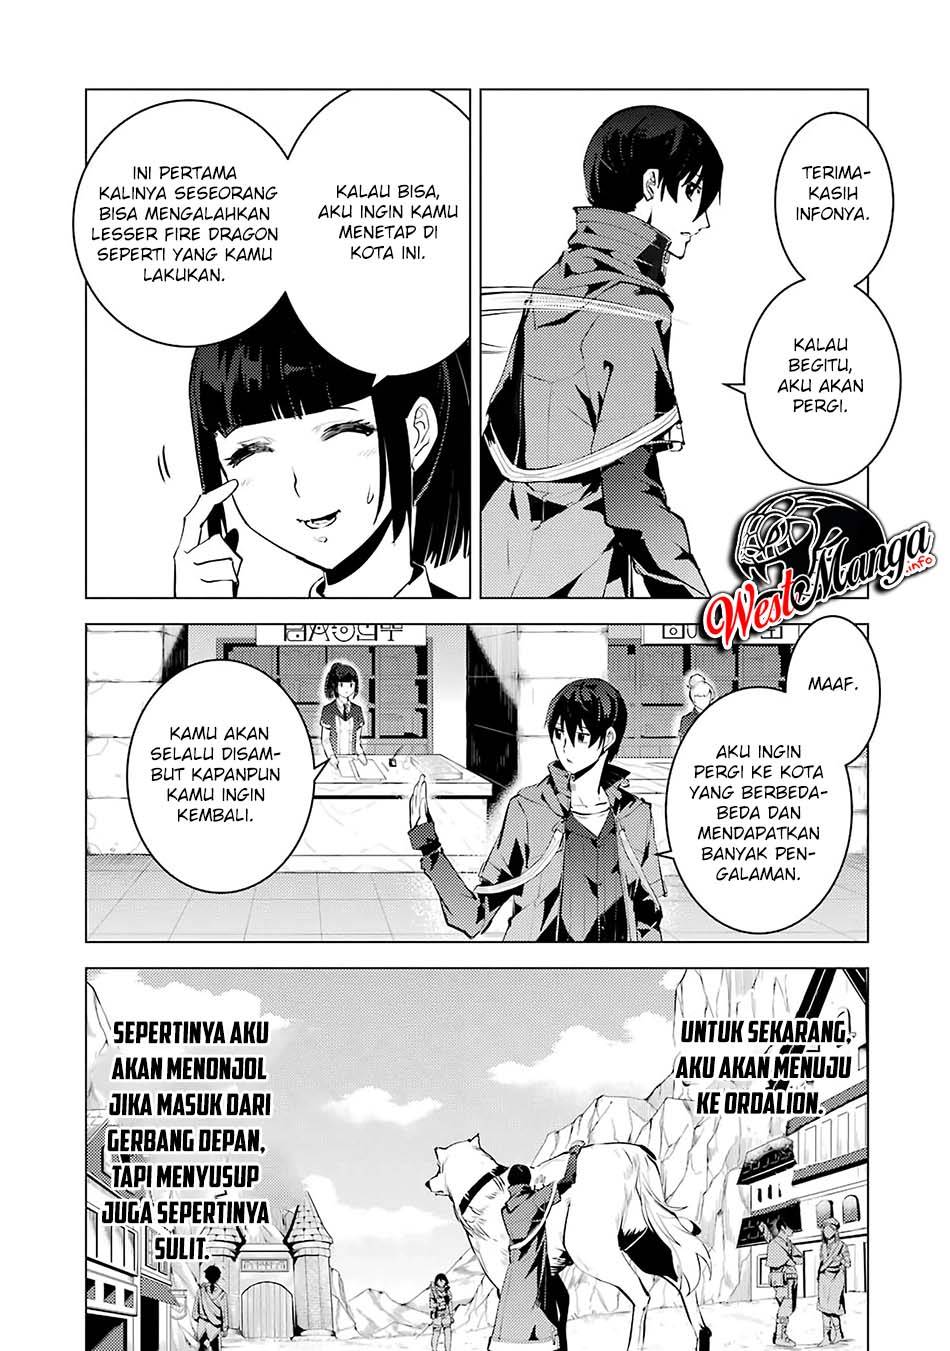 TERIMA-
KASIH
INFONYA.
KALAU
BEGITU,
AKU AKAN
PERGI.
KALAU BISA,
AKU INGIN KAMU
MENETAP DI
KOTA INI.
INI PERTAMA
KALINYA SESEORANG
BISA MENGALAHKAN
LESSER FIRE DRAGON
SEPERTI YANG KAMU
LAKUKAN.
WestManga
.info
MAAF.
AKU INGIN
PERGI KE KOTA
YANG BERBEDA-
BEDA DAN
MENDAPATKAN
BANYAK PEN-
GALAMAN.
KAMU AKAN
SELALU DISAM-
BUT KAPANPUN
KAMU INGIN
KEMBALI.
UNTUK SEKARANG,
AKU AKAN MENUJU
KE ORDALION.
SEPERTINYA AKU
AKAN MENONJOL
JIKA MASUK DARI
GERBANG DEPAN,
TAPI MENYUSUP
JUGA SEPERTINYA
SULIT.